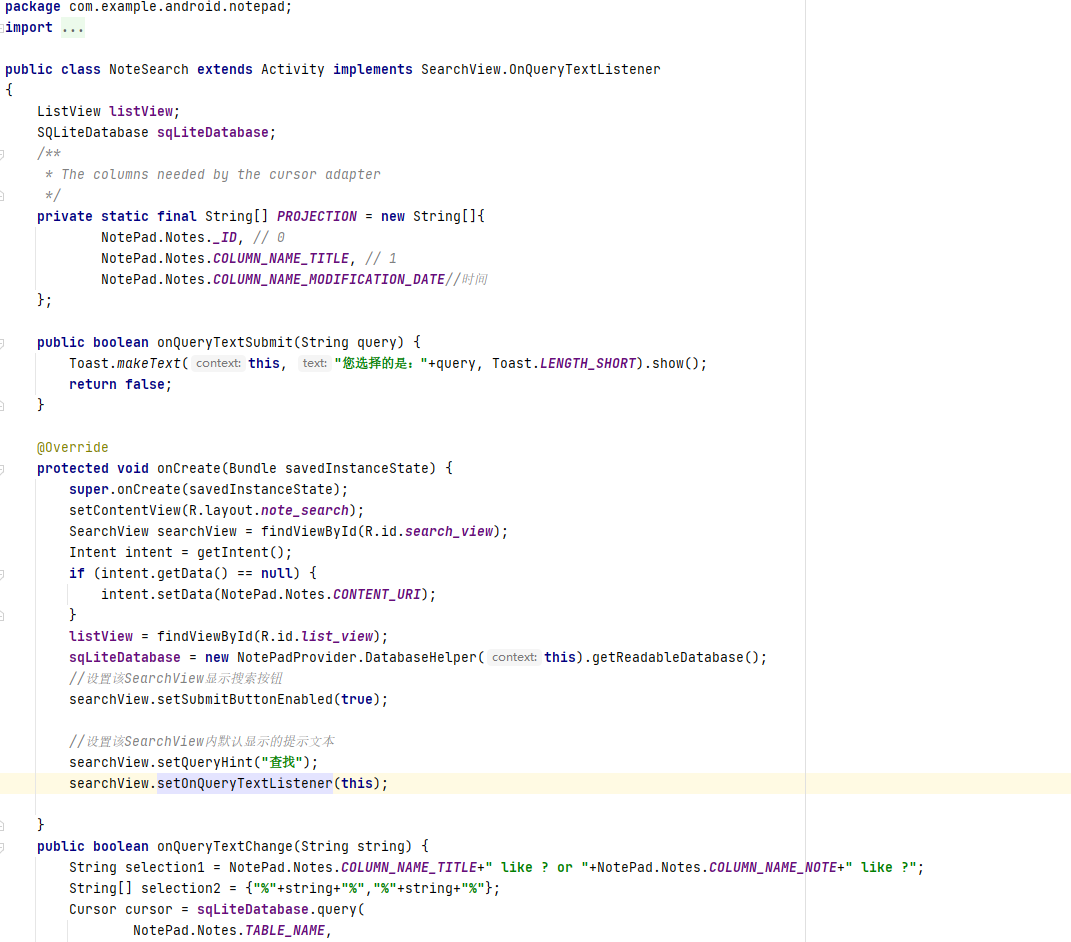 package com.example.android.notepad;
import ...
public class NoteSearch extends Activity implements SearchView.OnQueryTextListener
{
    ListView listView;
    SQLiteDatabase sqLiteDatabase;
    /**
     * The columns needed by the cursor adapter
     */
    private static final String[] PROJECTION = new String[]{
            NotePad.Notes._ID, // 0
            NotePad.Notes.COLUMN_NAME_TITLE, // 1
            NotePad.Notes.COLUMN_NAME_MODIFICATION_DATE//时间
    };
    public boolean onQueryTextSubmit(String query) {
        Toast.makeText( context: this, text: "您选择的是："+query, Toast.LENGTH_SHORT).show();
        return false;
    }
    @Override
    protected void onCreate(Bundle savedInstanceState) {
        super.onCreate(savedInstanceState);
        setContentView(R.layout.note_search);
        SearchView searchView = findViewById(R.id.search_view);
        Intent intent = getIntent();
        if (intent.getData() == null) {
            intent.setData(NotePad.Notes.CONTENT_URI);
        }
        listView = findViewById(R.id.list_view);
        sqLiteDatabase = new NotePadProvider.DatabaseHelper( context: this).getReadableDatabase();
        //设置该SearchView显示搜索按钮
        searchView.setSubmitButtonEnabled(true);
        //设置该SearchView内默认显示的提示文本
        searchView.setQueryHint("查找");
        searchView.setOnQueryTextListener(this);
    }
    public boolean onQueryTextChange(String string) {
        String selection1 = NotePad.Notes.COLUMN_NAME_TITLE+" like ? or "+NotePad.Notes.COLUMN_NAME_NOTE+" like ?";
        String[] selection2 = {"%"+string+"%","%"+string+"%"};
        Cursor cursor = sqLiteDatabase.query(
                NotePad.Notes.TABLE_NAME,